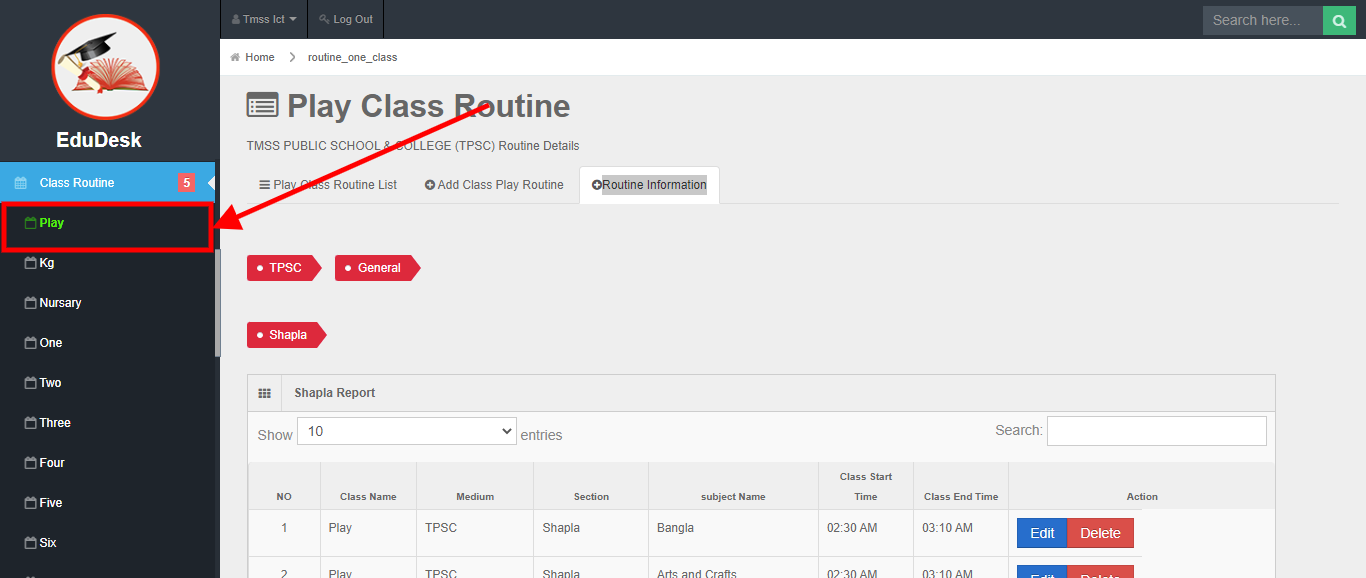 Tmss Ict
Log Out
Search here...
EduDesk
Home
routine_one_class
Play Class Routine
TMSS PUBLIC SCHOOL & COLLEGE (TPSC) Routine Details
Play Class Routine List
Add Class Play Routine
Routine Information
Class Routine 5
Play
Kg
Nursary
One
Two
Three
Four
Five
Six
TPSC
General
Shapla
Shapla Report
Show 10 entries
Search:
NO Class Name Medium Section subject Name Class Start Time Class End Time Action
1 Play TPSC Shapla Bangla 02:30 AM 03:10 AM Edit Delete
2 Play TPSC Shapla Arts and Crafts 02:30 AM 03:10 AM Edit Delete